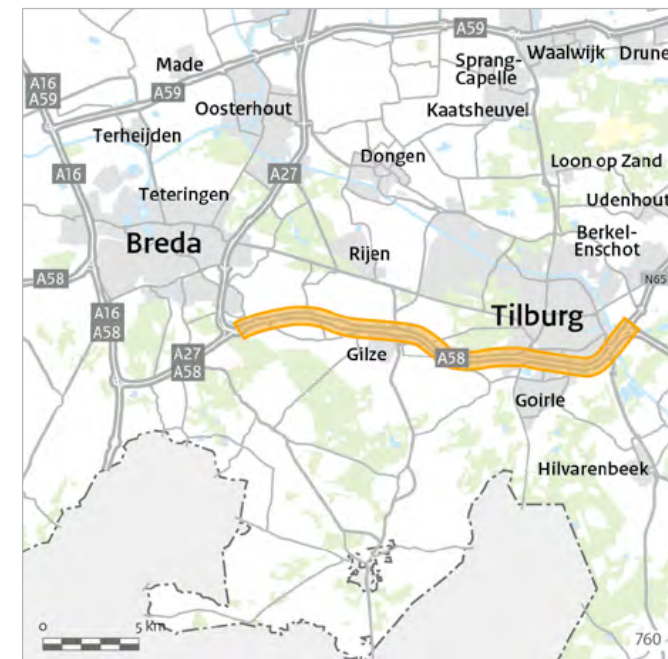 A59
Waalwijk
Drune
Made
Sprang-
Capelle
A16
A59
A59
Oosterhout
Kaatsheuvel
Terheijden
Dongen
Loon op Zand
A16
A27
Teteringen
Udenhout
Berkel-
Enschot
Breda
Rijen
A58
N65
A16
A58
Tilburg
A27
A58
Gilze
A58
Goirle
Hilvarenbeek
0
5 km
760